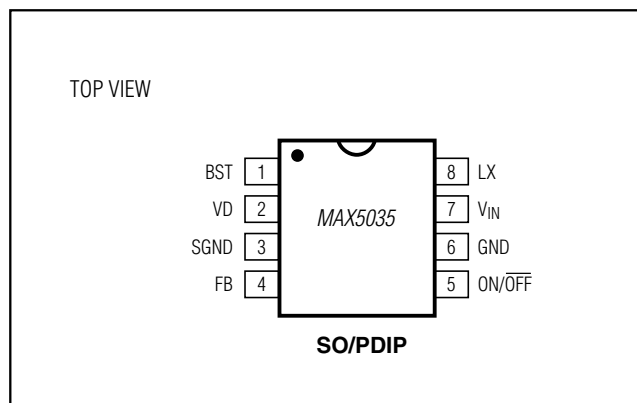 TOP VIEW
BST 1
VD 2
SGND 3
FB 4
MAX5035
8 LX
7 VIN
6 GND
5 ON/O̅F̅F̅
SO/PDIP